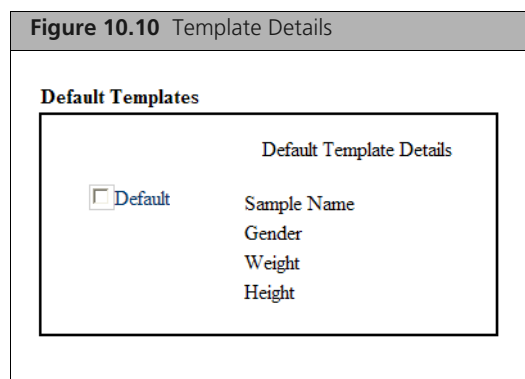 Figure 10.10 Template Details
Default Templates
Default Template Details
Default
Sample Name
Gender
Weight
Height